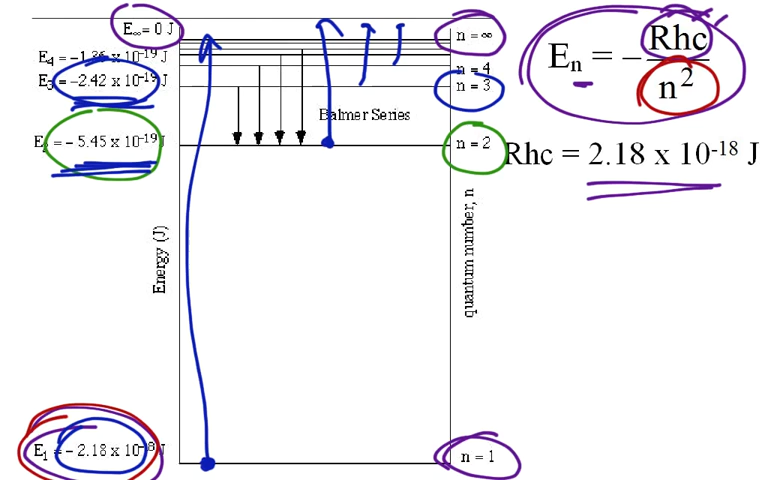 E∞= 0 J
n = ∞
E₄ = -1.36 x 10⁻¹⁹ J
n = 4
E₃ = -2.42 x 10⁻¹⁹ J
n = 3
Balmer Series
E₂ = - 5.45 x 10⁻¹⁹ J
n = 2
Energy (J)
quantum number, n
E₁ = - 2.18 x 10⁻¹⁸ J
n = 1
Eₙ = - Rhc / n²
Rhc = 2.18 x 10⁻¹⁸ J